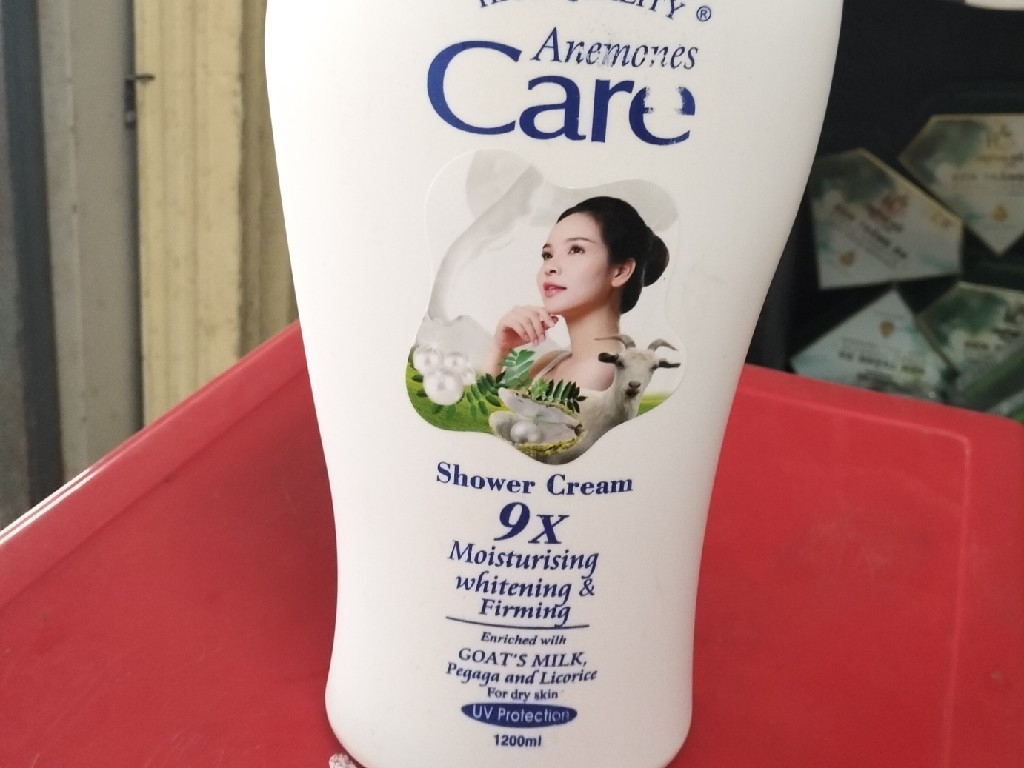 Anemones
Care
Shower Cream
9X
Moisturising
whitening &
Firming
Enriched with
GOAT'S MILK,
Pegaga and Licorice
For dry skin
UV Protection
1200ml